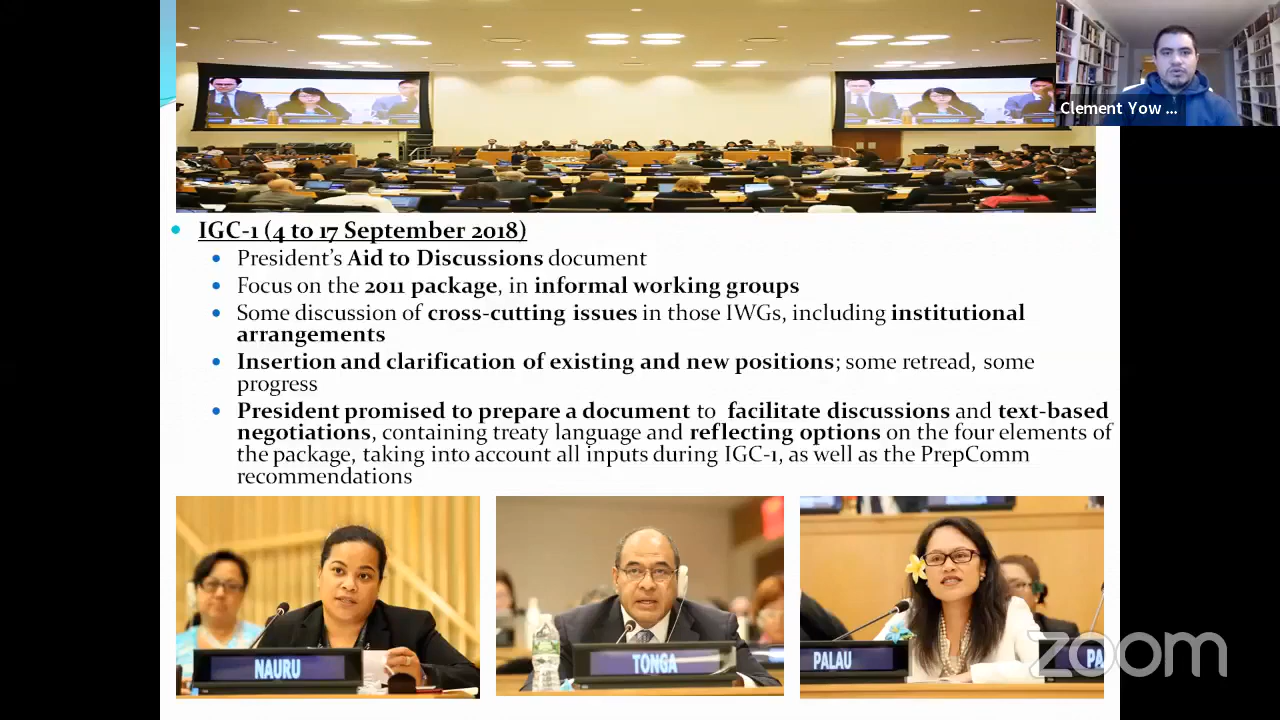 Clement Yow ...
IGC-1 (4 to 17 September 2018)
President's Aid to Discussions document
Focus on the 2011 package, in informal working groups
Some discussion of cross-cutting issues in those IWGs, including institutional
arrangements
Insertion and clarification of existing and new positions; some retread, some
progress
President promised to prepare a document to facilitate discussions and text-based
negotiations, containing treaty language and reflecting options on the four elements of
the package, taking into account all inputs during IGC-1, as well as the PrepComm
recommendations
NAURU
TONGA
PALAU
PA
zoom